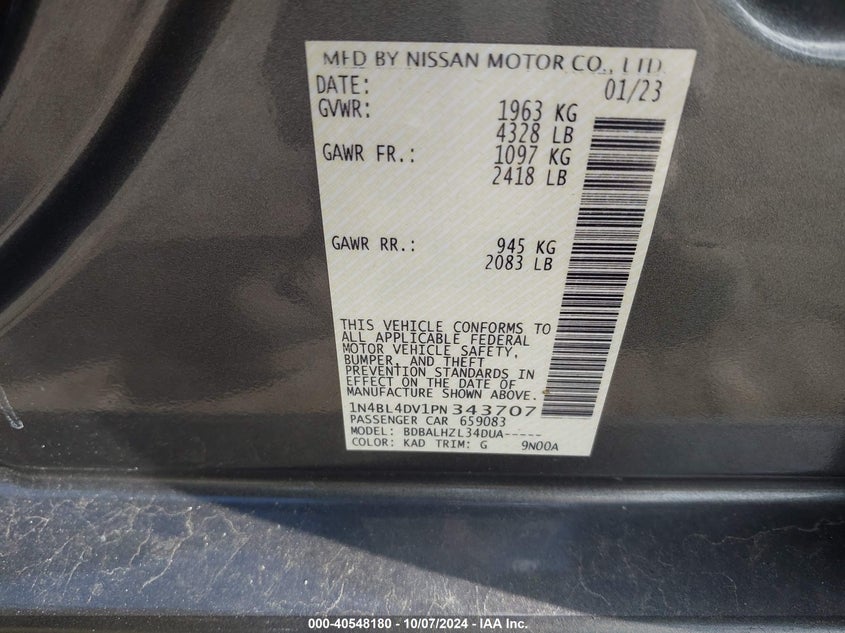 MFD BY NISSAN MOTOR CO., LTD.
DATE: 01/23
GVWR: 1963 KG
4328 LB
GAWR FR.: 1097 KG
2418 LB
GAWR RR.: 945 KG
2083 LB
THIS VEHICLE CONFORMS TO
ALL APPLICABLE FEDERAL
MOTOR VEHICLE SAFETY,
BUMPER, AND THEFT
PREVENTION STANDARDS IN
EFFECT ON THE DATE OF
MANUFACTURE SHOWN ABOVE.
1N4BL4DV1PN343707
PASSENGER CAR 659083
MODEL: BDBALHZL34DUA-----
COLOR: KAD TRIM: G 9N00A
000-40548180 - 10/07/2024 - IAA Inc.